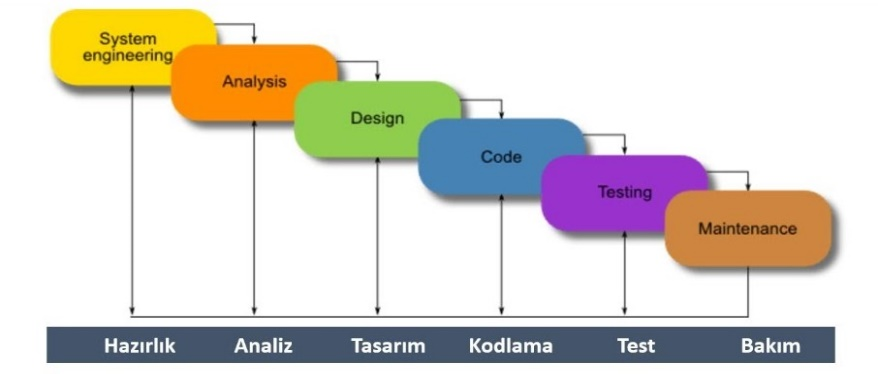 System
engineering
Analysis
Design
Code
Testing
Maintenance
Hazırlık Analiz Tasarım Kodlama Test Bakım